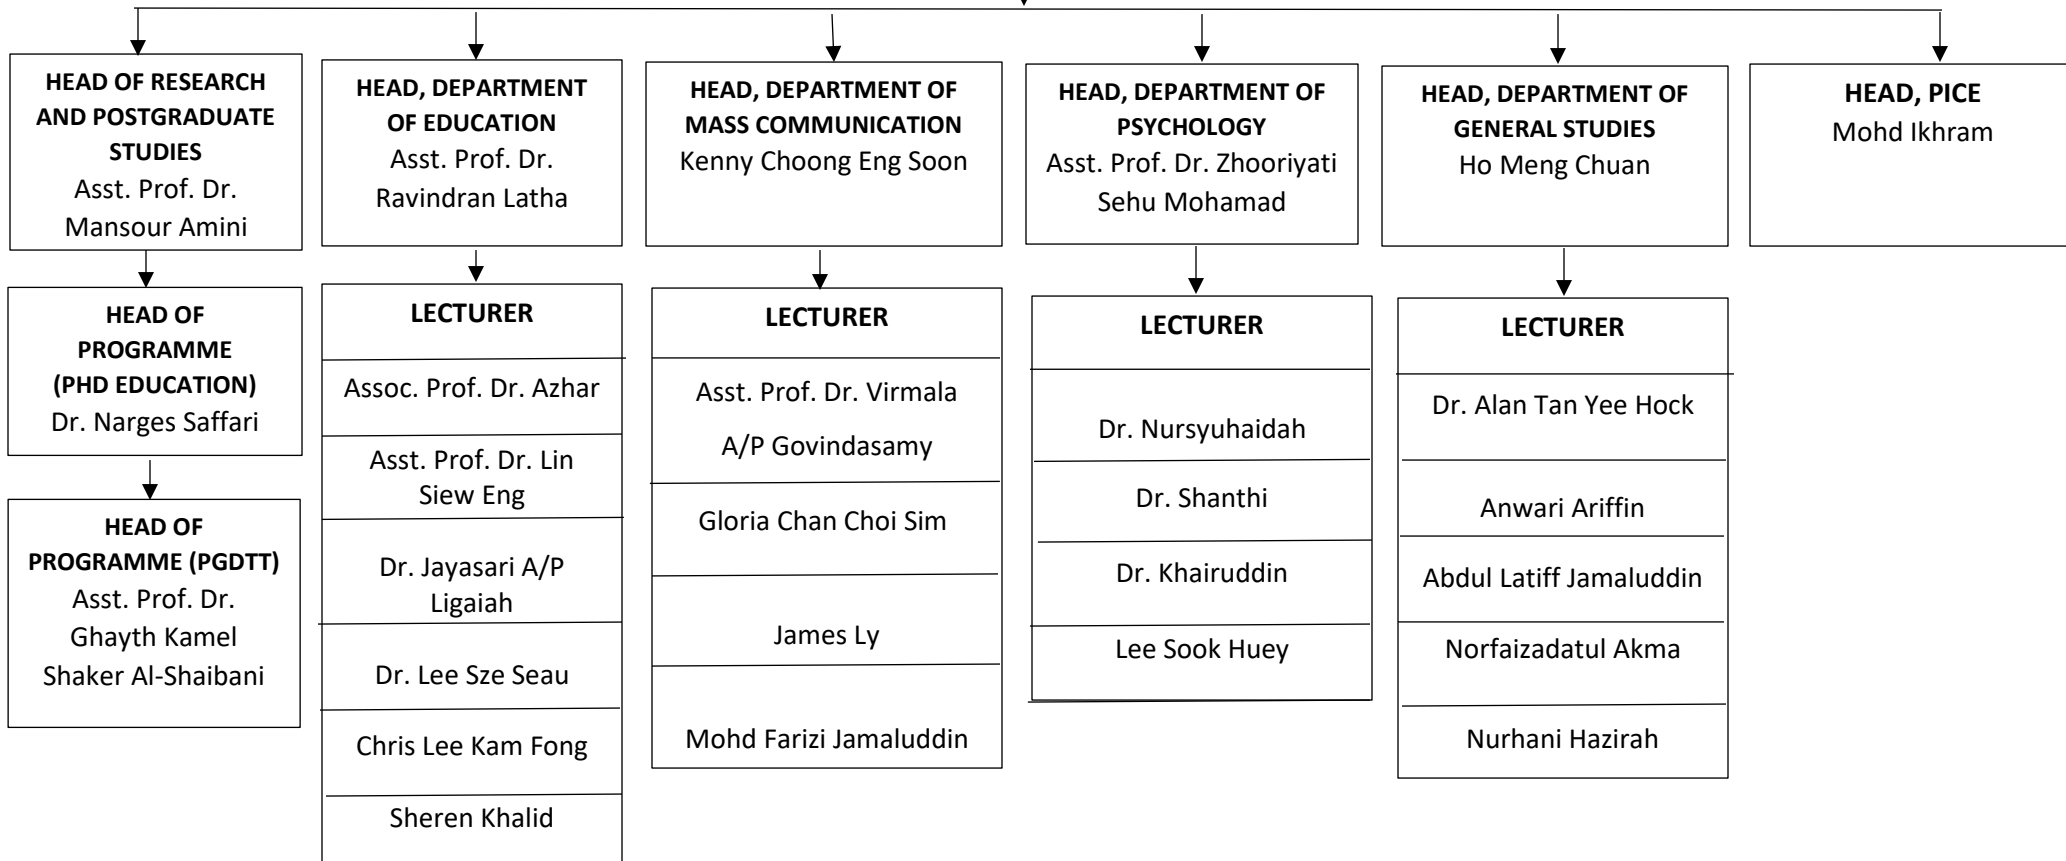 HEAD OF RESEARCH
AND POSTGRADUATE
STUDIES
Asst. Prof. Dr.
Mansour Amini
HEAD OF
PROGRAMME
(PHD EDUCATION)
Dr. Narges Saffari
HEAD OF
PROGRAMME (PGDTT)
Asst. Prof. Dr.
Ghayth Kamel
Shaker Al-Shaibani
HEAD, DEPARTMENT
OF EDUCATION
Asst. Prof. Dr.
Ravindran Latha
LECTURER
Assoc. Prof. Dr. Azhar
Asst. Prof. Dr. Lin
Siew Eng
Dr. Jayasari A/P
Ligaiah
Dr. Lee Sze Seau
Chris Lee Kam Fong
Sheren Khalid
HEAD, DEPARTMENT OF
MASS COMMUNICATION
Kenny Choong Eng Soon
LECTURER
Asst. Prof. Dr. Virmala
A/P Govindasamy
Gloria Chan Choi Sim
James Ly
Mohd Farizi Jamaluddin
HEAD, DEPARTMENT OF
PSYCHOLOGY
Asst. Prof. Dr. Zhooriyati
Sehu Mohamad
LECTURER
Dr. Nursyuhaidah
Dr. Shanthi
Dr. Khairuddin
Lee Sook Huey
HEAD, DEPARTMENT OF
GENERAL STUDIES
Ho Meng Chuan
LECTURER
Dr. Alan Tan Yee Hock
Anwari Ariffin
Abdul Latiff Jamaluddin
Norfaizadatul Akma
Nurhani Hazirah
HEAD, PICE
Mohd Ikhram